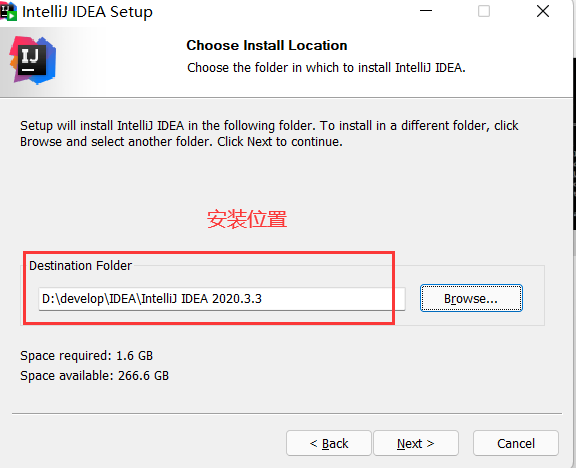 IntelliJ IDEA Setup
IJ
Choose Install Location
Choose the folder in which to install IntelliJ IDEA.
Setup will install IntelliJ IDEA in the following folder. To install in a different folder, click
Browse and select another folder. Click Next to continue.
安装位置
Destination Folder
D:\develop\IDEA\IntelliJ IDEA 2020.3.3
Browse...
Space required: 1.6 GB
Space available: 266.6 GB
< Back
Next >
Cancel